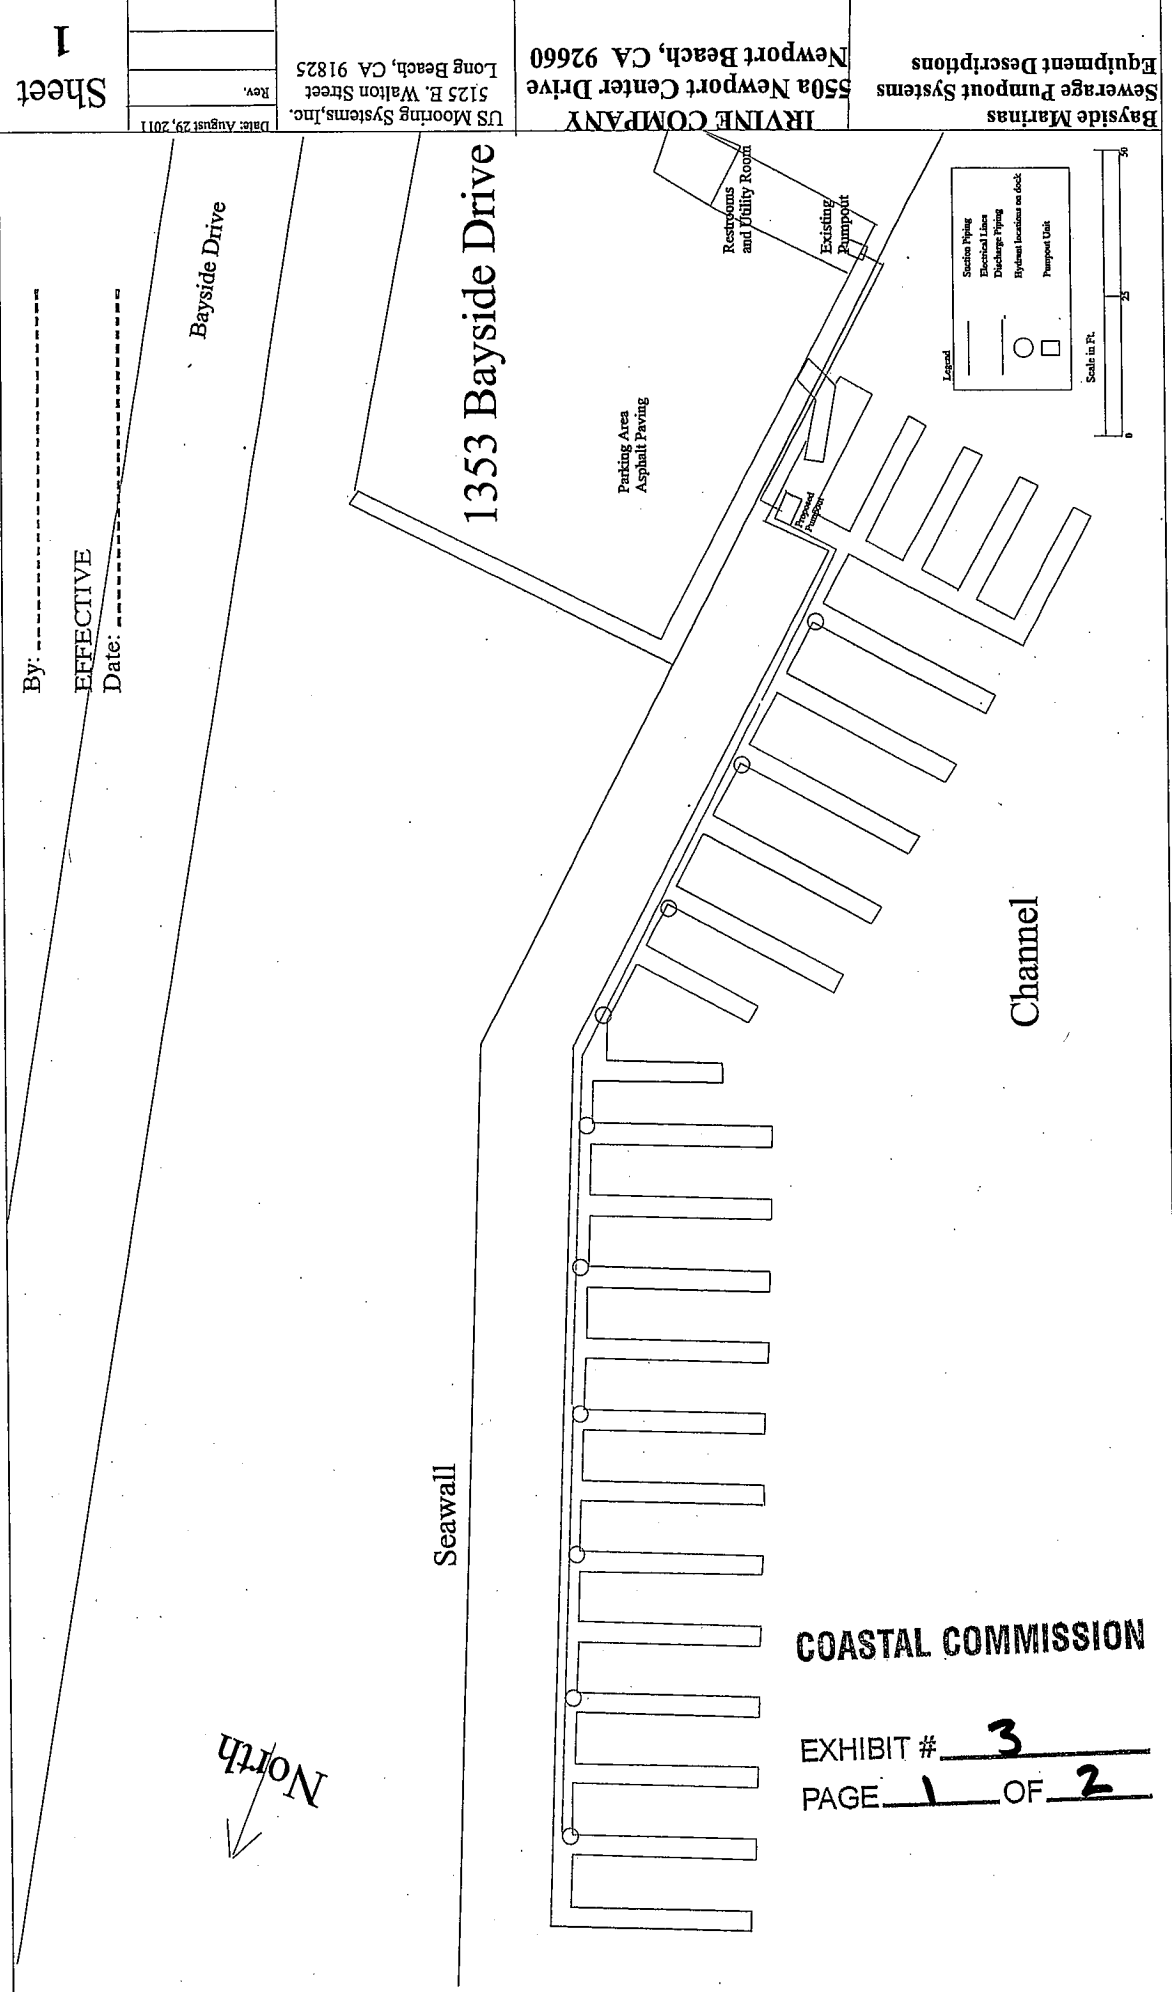 Sheet
1
Date: August 29, 2011
Rev.
US Mooring Systems,Inc.
5125 E. Walton Street
Long Beach, CA 91825
IRVINE COMPANY
550a Newport Center Drive
Newport Beach, CA 92660
Bayside Marinas
Sewerage Pumpout Systems
Equipment Descriptions
By:
EFFECTIVE
Date:
Bayside Drive
1353 Bayside Drive
Parking Area
Asphalt Paving
Restrooms
and Utility Room
Existing
Pumpout
Proposed
Pumpout
Legend
Suction Piping
Electrical Lines
Discharge Piping
Hydrant locations on dock
Pumpout Unit
Scale in Ft.
0
25
50
Channel
Seawall
North
COASTAL COMMISSION
EXHIBIT # 3
PAGE 1 OF 2